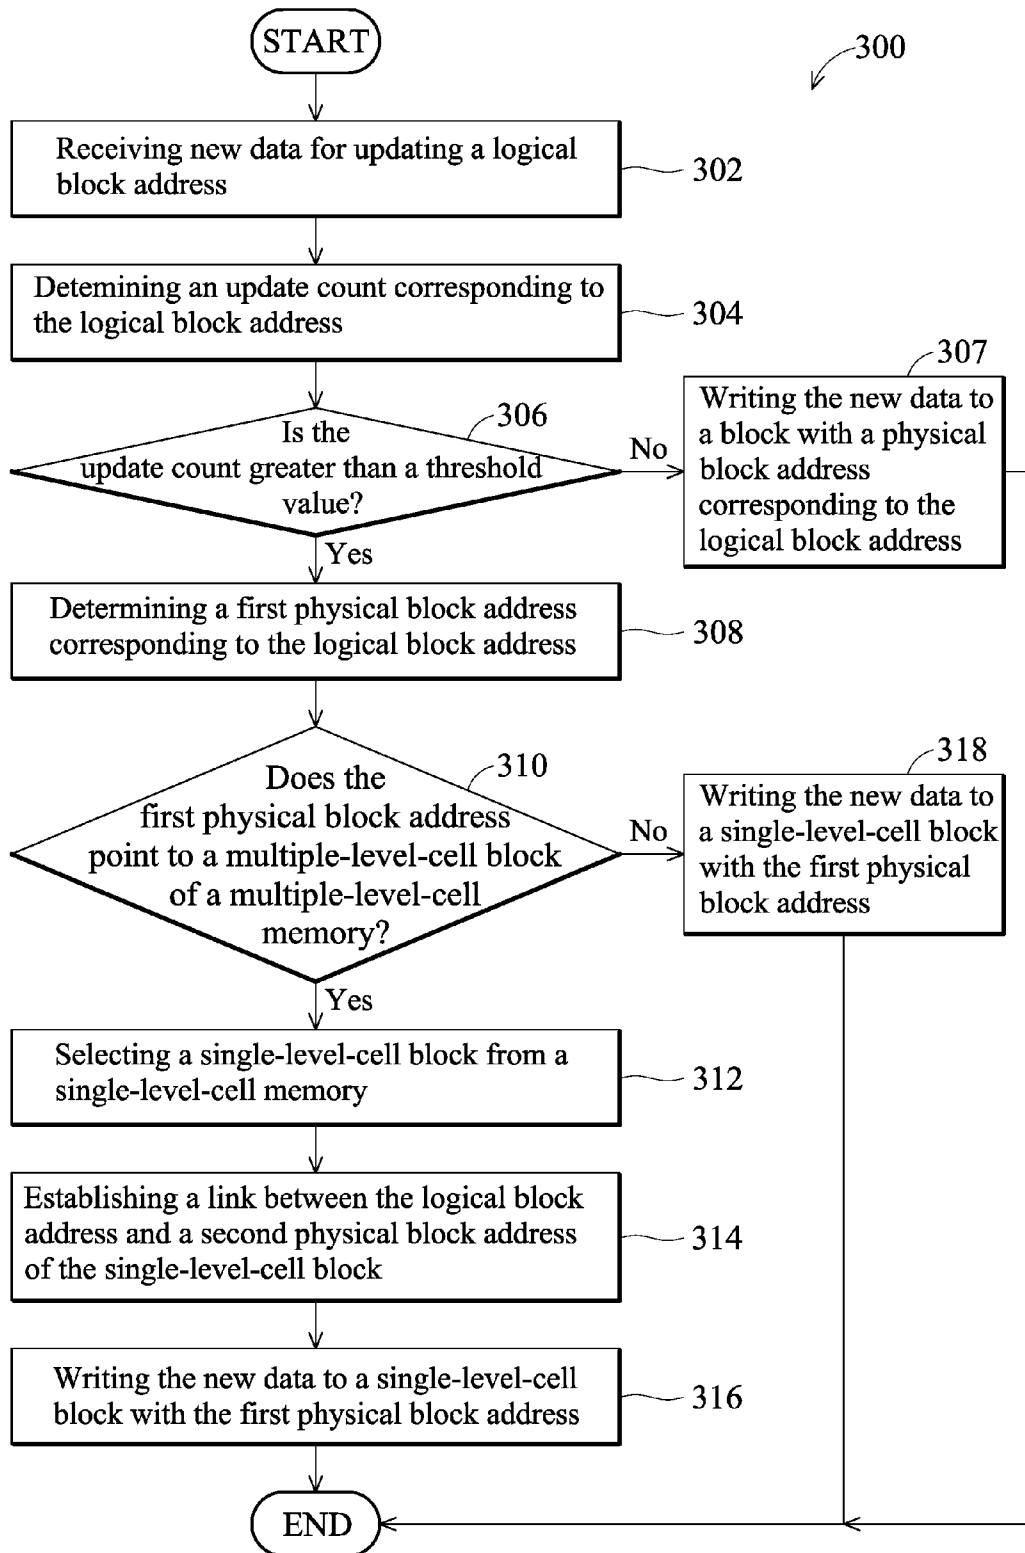 START
300
Receiving new data for updating a logical
block address
302
Detemining an update count corresponding to
the logical block address
304
306
Is the
update count greater than a threshold
value?
No
Yes
307
Writing the new data to
a block with a physical
block address
corresponding to the
logical block address
Determining a first physical block address
corresponding to the logical block address
308
310
Does the
first physical block address
point to a multiple-level-cell block
of a multiple-level-cell
memory?
No
Yes
318
Writing the new data to
a single-level-cell block
with the first physical
block address
Selecting a single-level-cell block from a
single-level-cell memory
312
Establishing a link between the logical block
address and a second physical block address
of the single-level-cell block
314
Writing the new data to a single-level-cell
block with the first physical block address
316
END